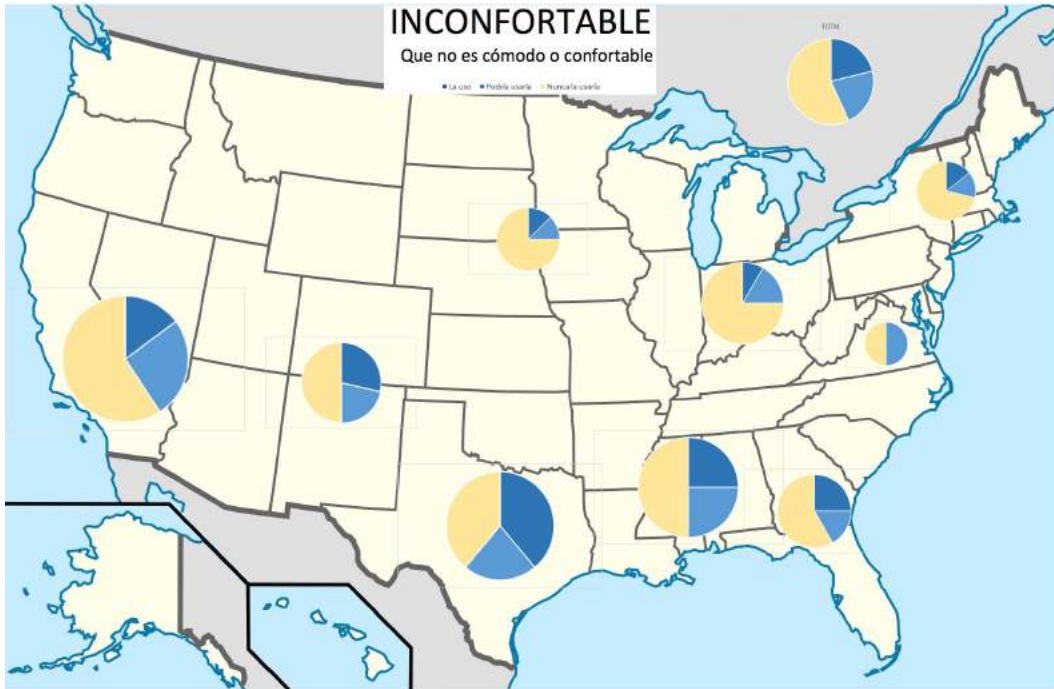 INCONFORTABLE
Que no es cómodo o confortable
La uso Podría usarla Nunca la usaría
TOTAL